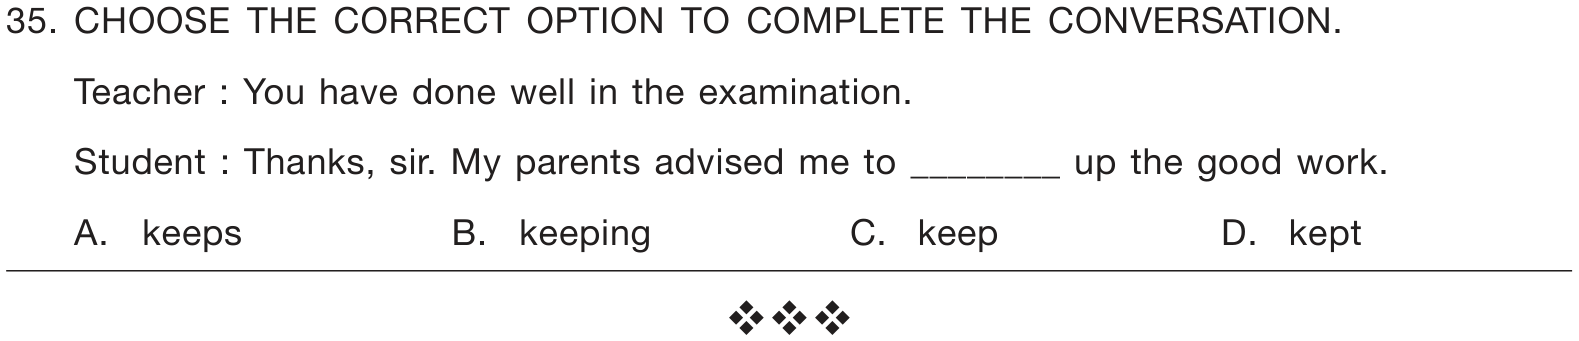 35. CHOOSE THE CORRECT OPTION TO COMPLETE THE CONVERSATION.
Teacher : You have done well in the examination.
Student : Thanks, sir. My parents advised me to ________ up the good work.
A. keeps B. keeping C. keep D. kept